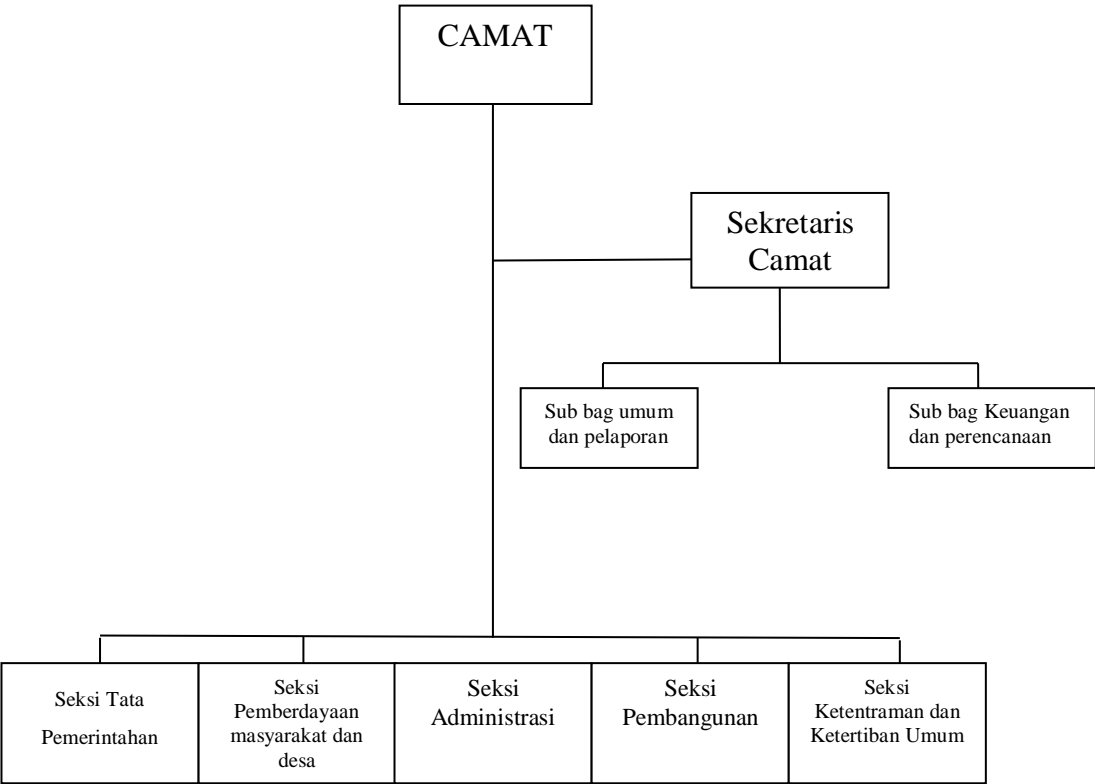 CAMAT
Sekretaris
Camat
Sub bag umum
dan pelaporan
Sub bag Keuangan
dan perencanaan
Seksi Tata
Pemerintahan
Seksi
Pemberdayaan
masyarakat dan
desa
Seksi
Administrasi
Seksi
Pembangunan
Seksi
Ketentraman dan
Ketertiban Umum